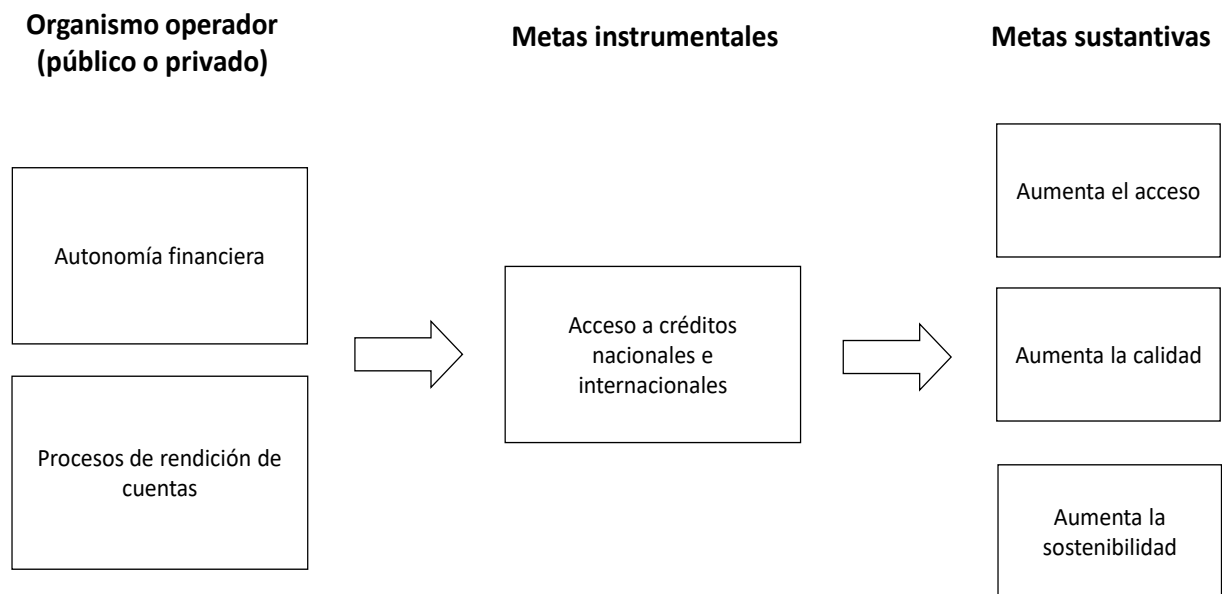 Organismo operador
(público o privado)
Metas instrumentales
Metas sustantivas
Autonomía financiera
Procesos de rendición de
cuentas
Acceso a créditos
nacionales e
internacionales
Aumenta el acceso
Aumenta la calidad
Aumenta la
sostenibilidad